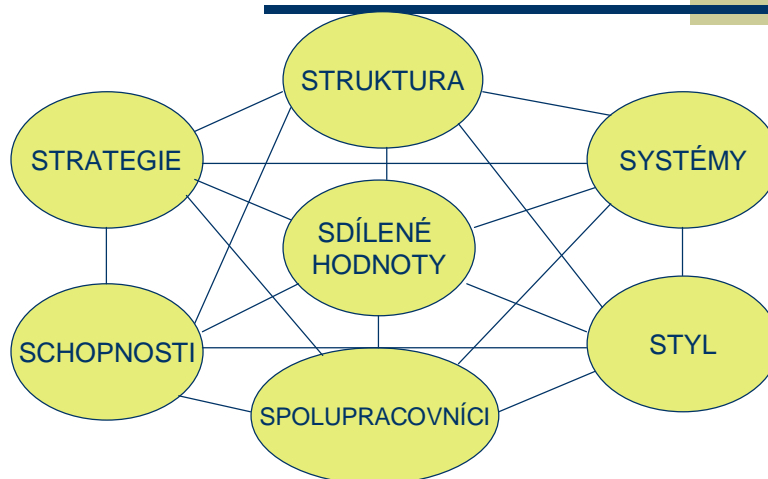 STRUKTURA
STRATEGIE
SYSTÉMY
SDÍLENÉ
HODNOTY
SCHOPNOSTI
STYL
SPOLUPRACOVNÍCI